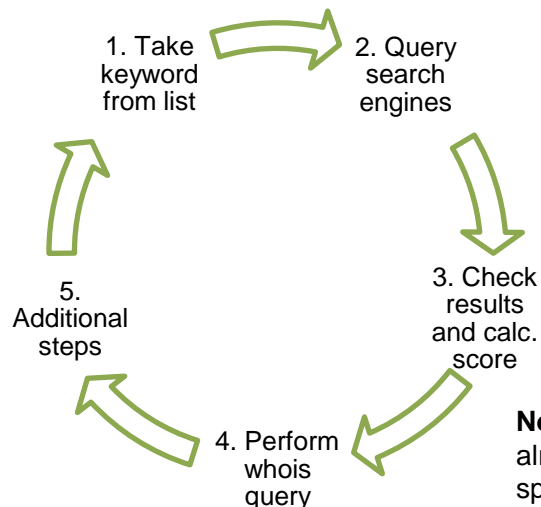 1. Take
keyword
from list
2. Query
search
engines
3. Check
results
and calc.
score
4. Perform
whois
query
5.
Additional
steps